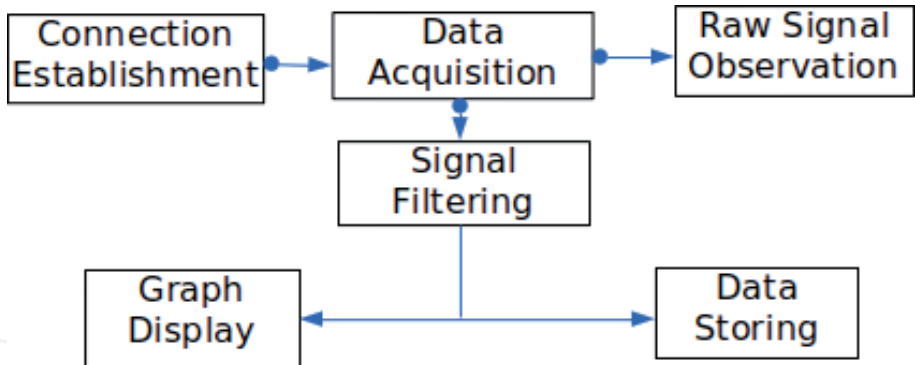 Connection
Establishment
Data
Acquisition
Raw Signal
Observation
Signal
Filtering
Graph
Display
Data
Storing